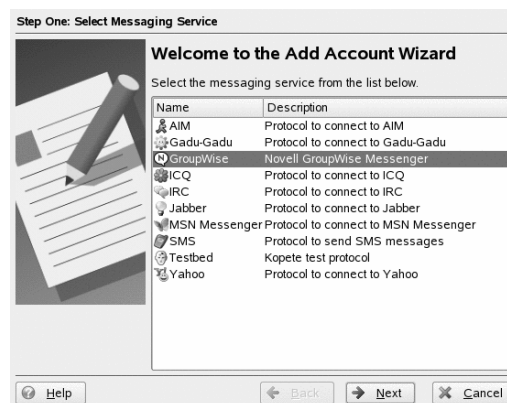 Step One: Select Messaging Service
Welcome to the Add Account Wizard
Select the messaging service from the list below.
Name Description
AIM Protocol to connect to AIM
Gadu-Gadu Protocol to connect to Gadu-Gadu
GroupWise Novell GroupWise Messenger
ICQ Protocol to connect to ICQ
IRC Protocol to connect to IRC
Jabber Protocol to connect to Jabber
MSN Messenger Protocol to connect to MSN Messenger
SMS Protocol to send SMS messages
Testbed Kopete test protocol
Yahoo Protocol to connect to Yahoo
Help Back Next Cancel